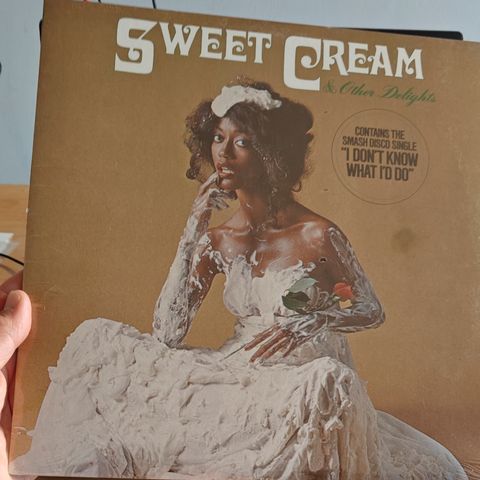 SWEET CREAM
& Other Delights
CONTAINS THE
SMASH DISCO SINGLE
"I DON'T KNOW
WHAT I'D DO"